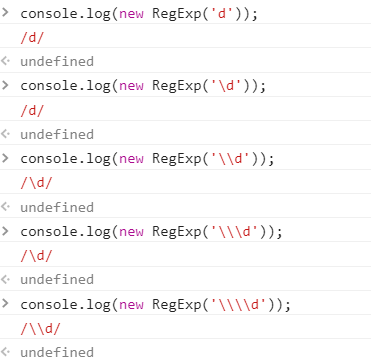 > console.log(new RegExp('d'));
/d/
<· undefined
> console.log(new RegExp('\d'));
/d/
<· undefined
> console.log(new RegExp('\\d'));
/\d/
<· undefined
> console.log(new RegExp('\\\d'));
/\d/
<· undefined
> console.log(new RegExp('\\\\d'));
/\\d/
<· undefined